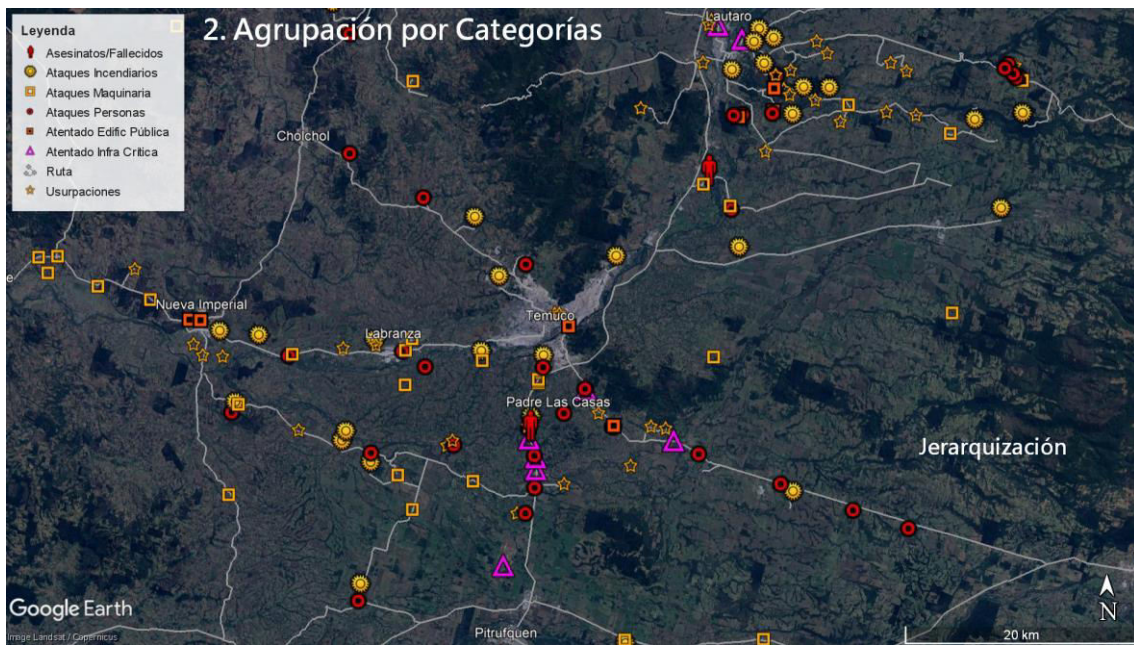 2. Agrupación por Categorías
Leyenda
Asesinatos/Fallecidos
Ataques Incendiarios
Ataques Maquinaria
Ataques Personas
Atentado Edific Pública
Atentado Infra Crítica
Ruta
Usurpaciones
Lautaro
Cholchol
Nueva Imperial
e
Temuco
Labranza
Padre Las Casas
Jerarquización
Google Earth
Image Landsat / Copernicus
Pitrufquen
N
20 km